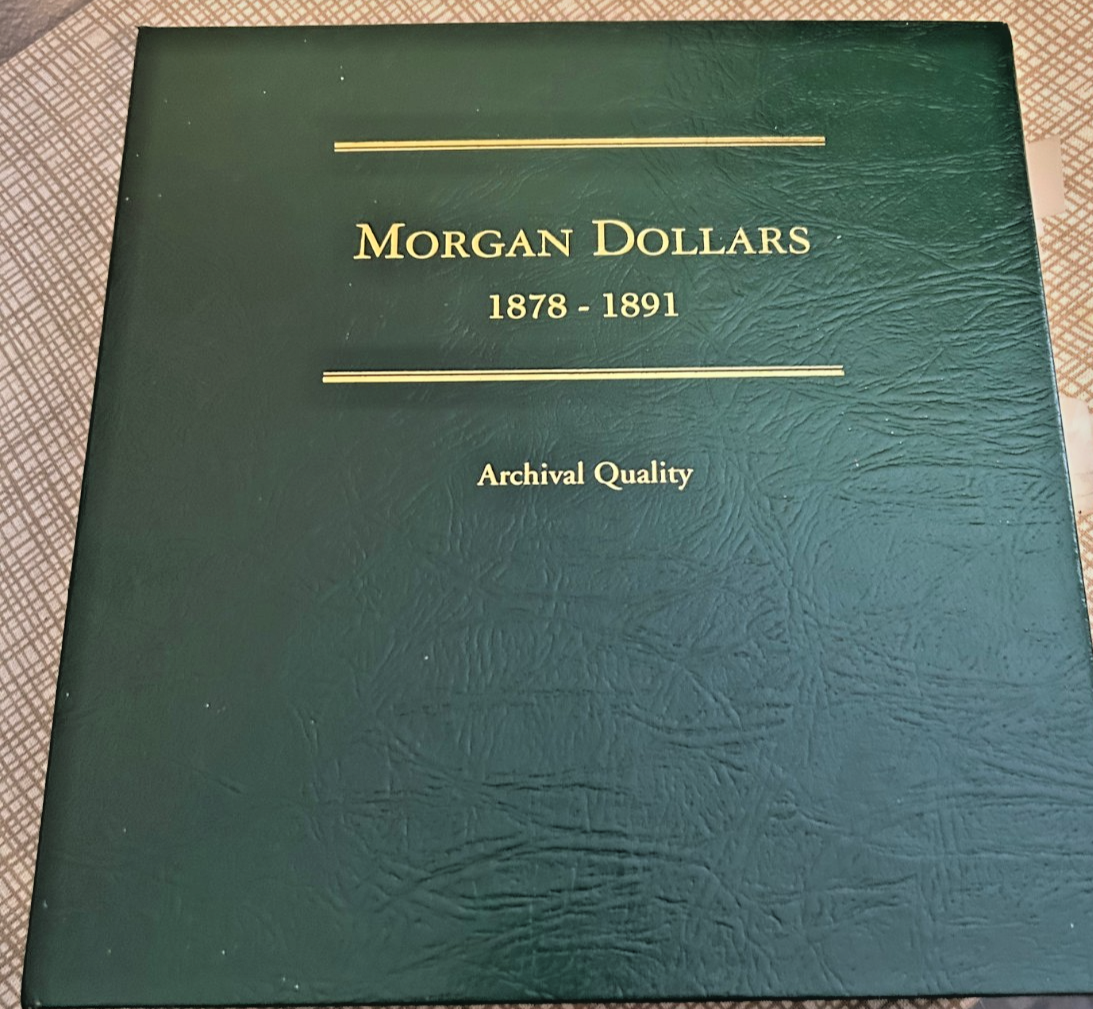 Morgan Dollars
1878 - 1891
Archival Quality